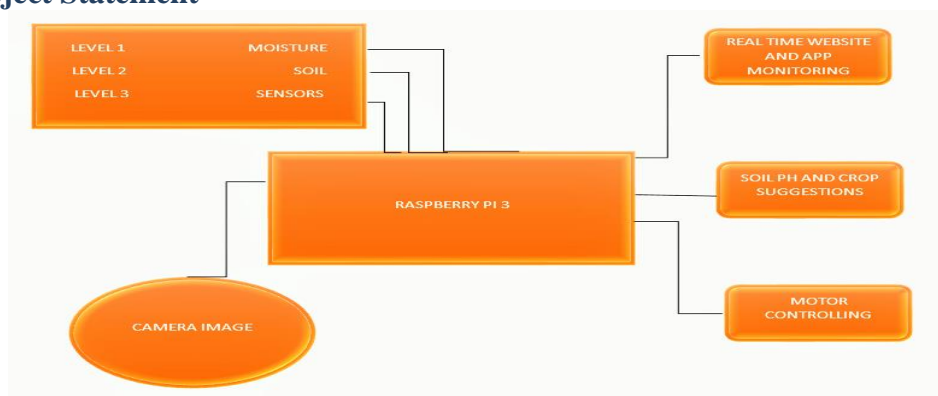 ject Statement
LEVEL 1 MOISTURE
LEVEL 2 SOIL
LEVEL 3 SENSORS
REAL TIME WEBSITE
AND APP
MONITORING
SOIL PH AND CROP
SUGGESTIONS
RASPBERRY PI 3
MOTOR
CONTROLLING
CAMERA IMAGE